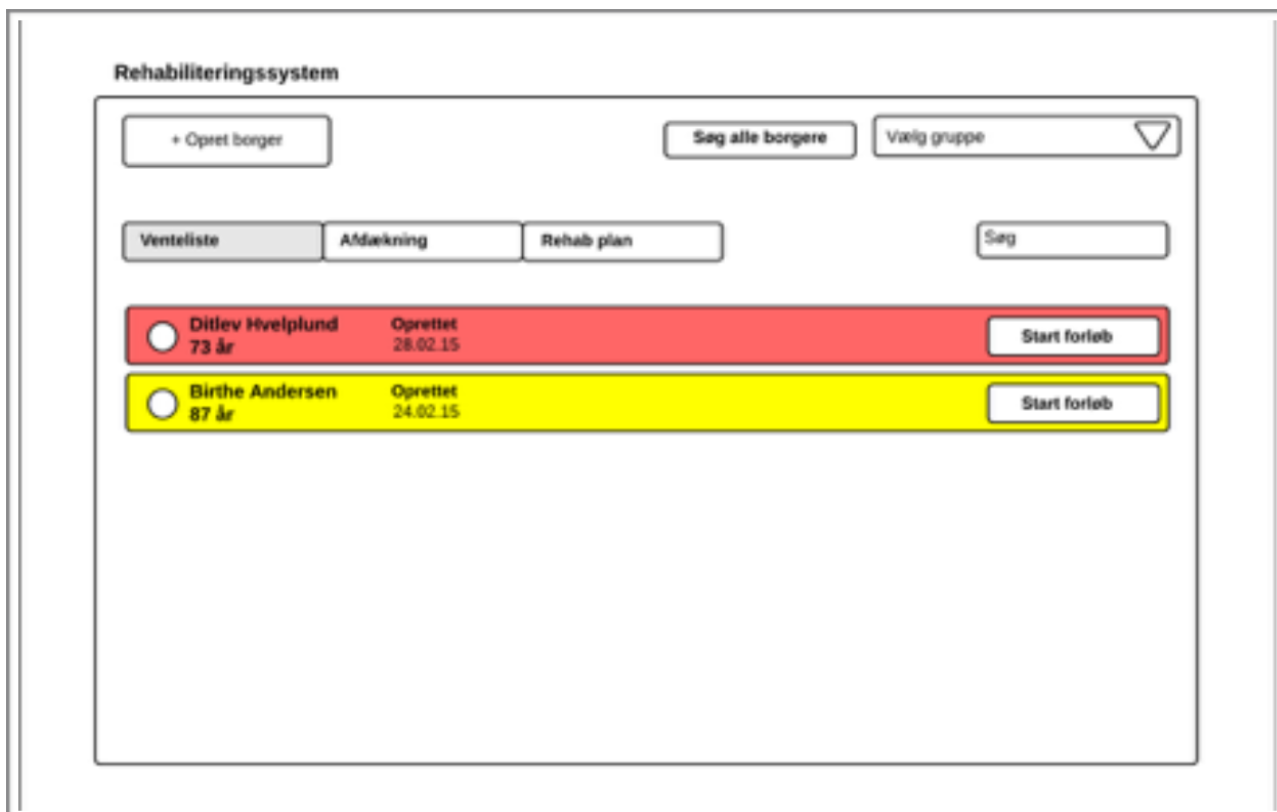 Rehabiliteringssystem
+ Opret borger
Søg alle borgere
Vælg gruppe
Venteliste
Afdækning
Rehab plan
Søg
Ditlev Hvelplund
73 år
Oprettet
28.02.15
Start forløb
Birthe Andersen
87 år
Oprettet
24.02.15
Start forløb